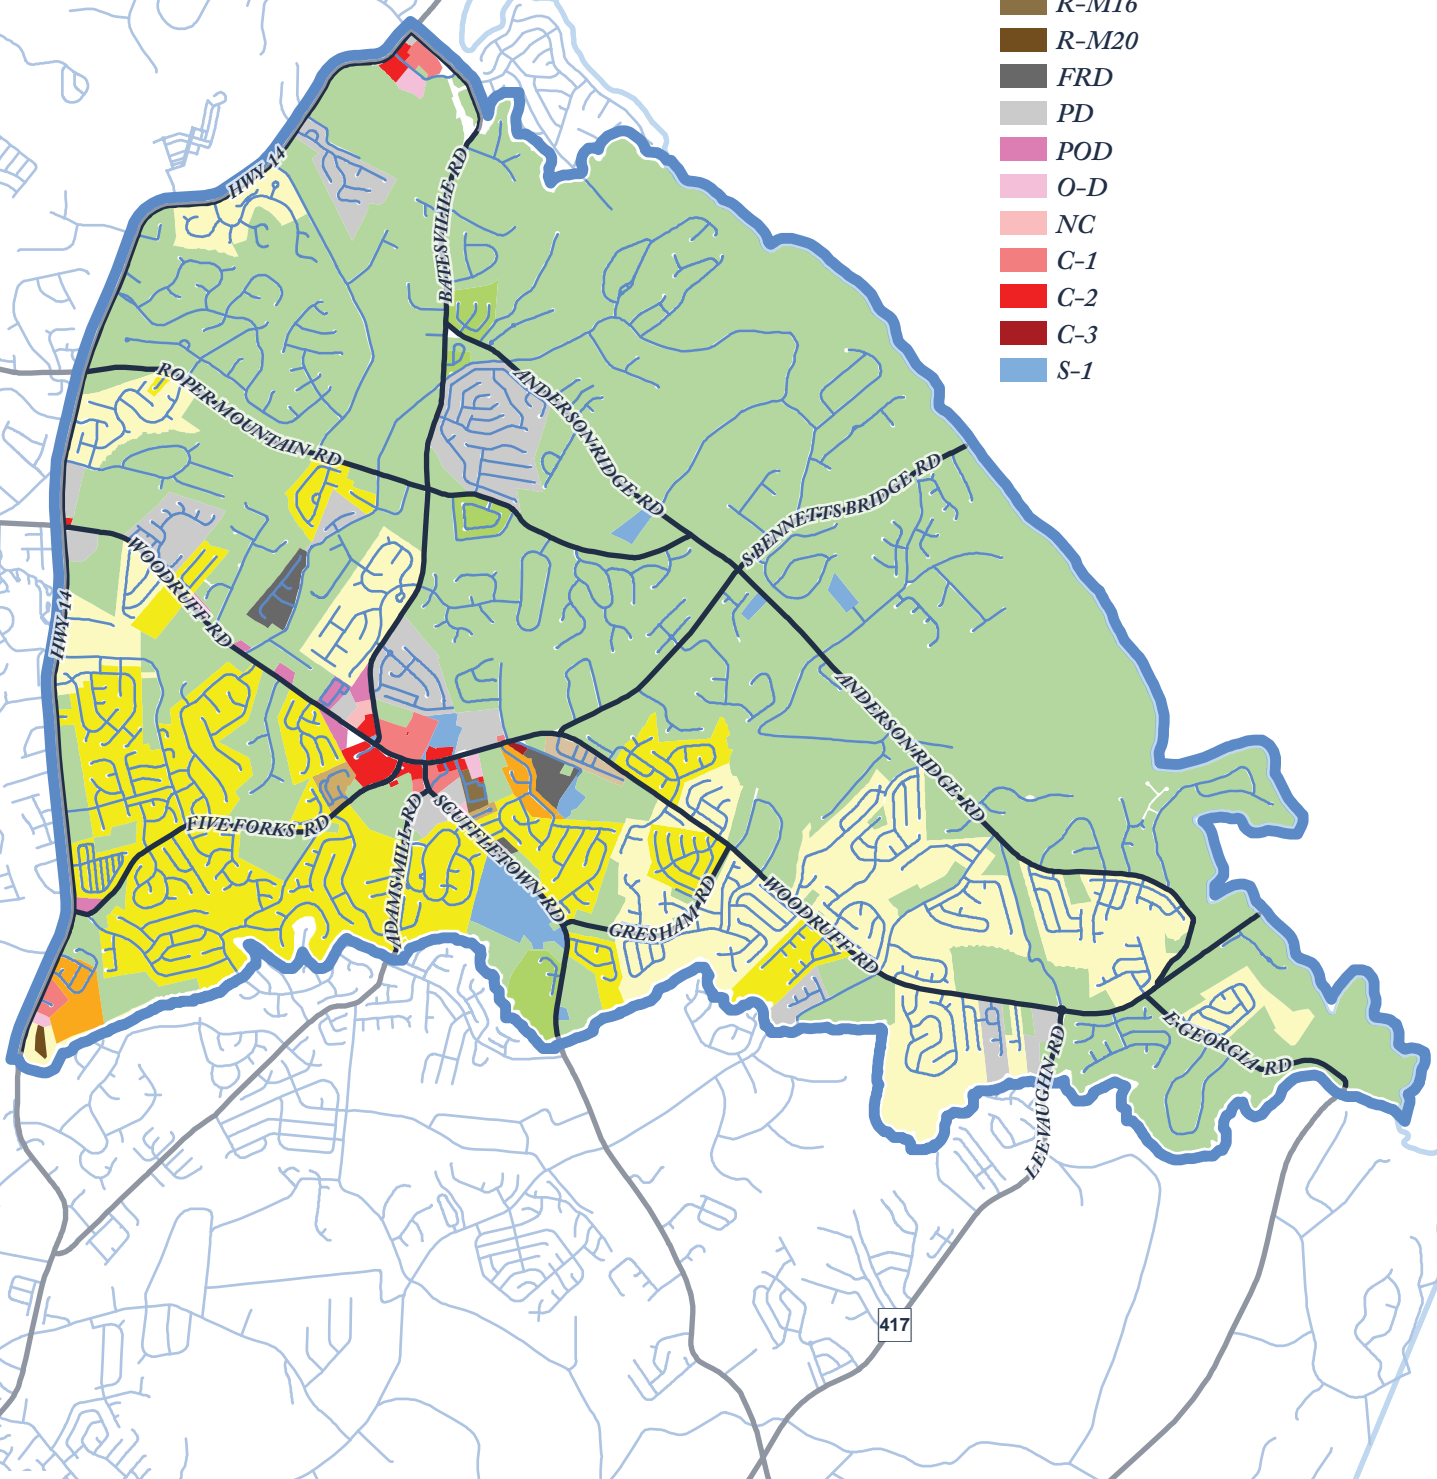 R-M16
R-M20
FRD
PD
POD
O-D
NC
C-1
C-2
C-3
S-1
HWY 14
BATESVILILE RD
ROPER MOUNTAIN RD
ANDERSON RIDGE RD
S BENNETTS BRIDGE RD
WOODRUFF RD
HWY 14
ANDERSON RIDGE RD
FIVE FORKS RD
ADAMS MILL RD
SCUFFLETOWN RD
GRESHAM RD
WOODRUFF RD
E GEORGIA RD
LEE VAUGHN RD
417